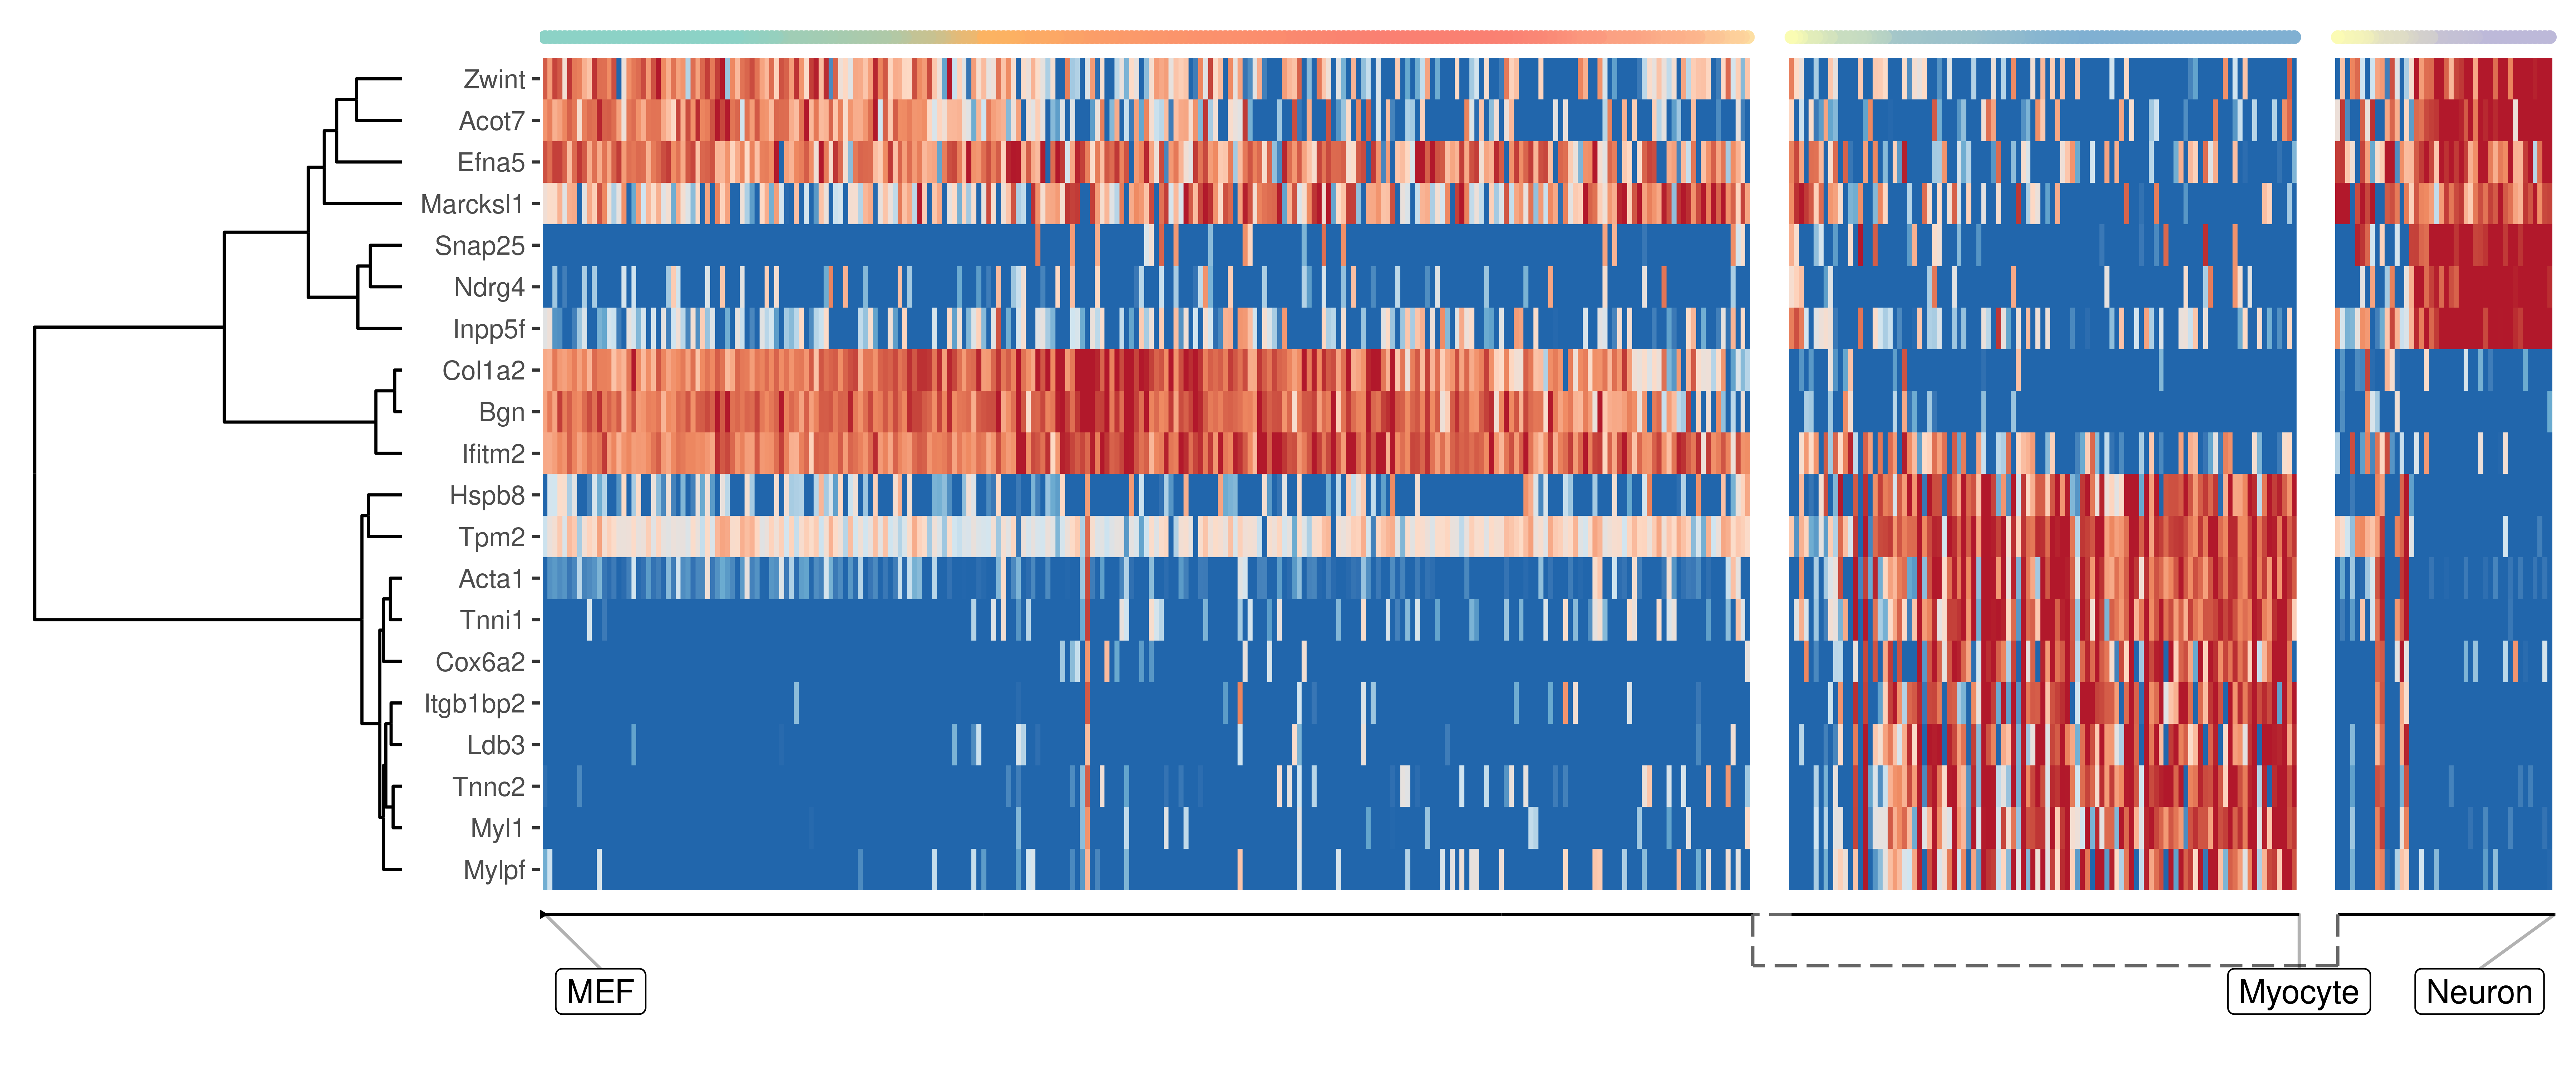 Zwint
Acot7
Efna5
Marcksl1
Snap25
Ndrg4
Inpp5f
Col1a2
Bgn
Ifitm2
Hspb8
Tpm2
Acta1
Tnni1
Cox6a2
Itgb1bp2
Ldb3
Tnnc2
Myl1
Mylpf
MEF
Myocyte
Neuron